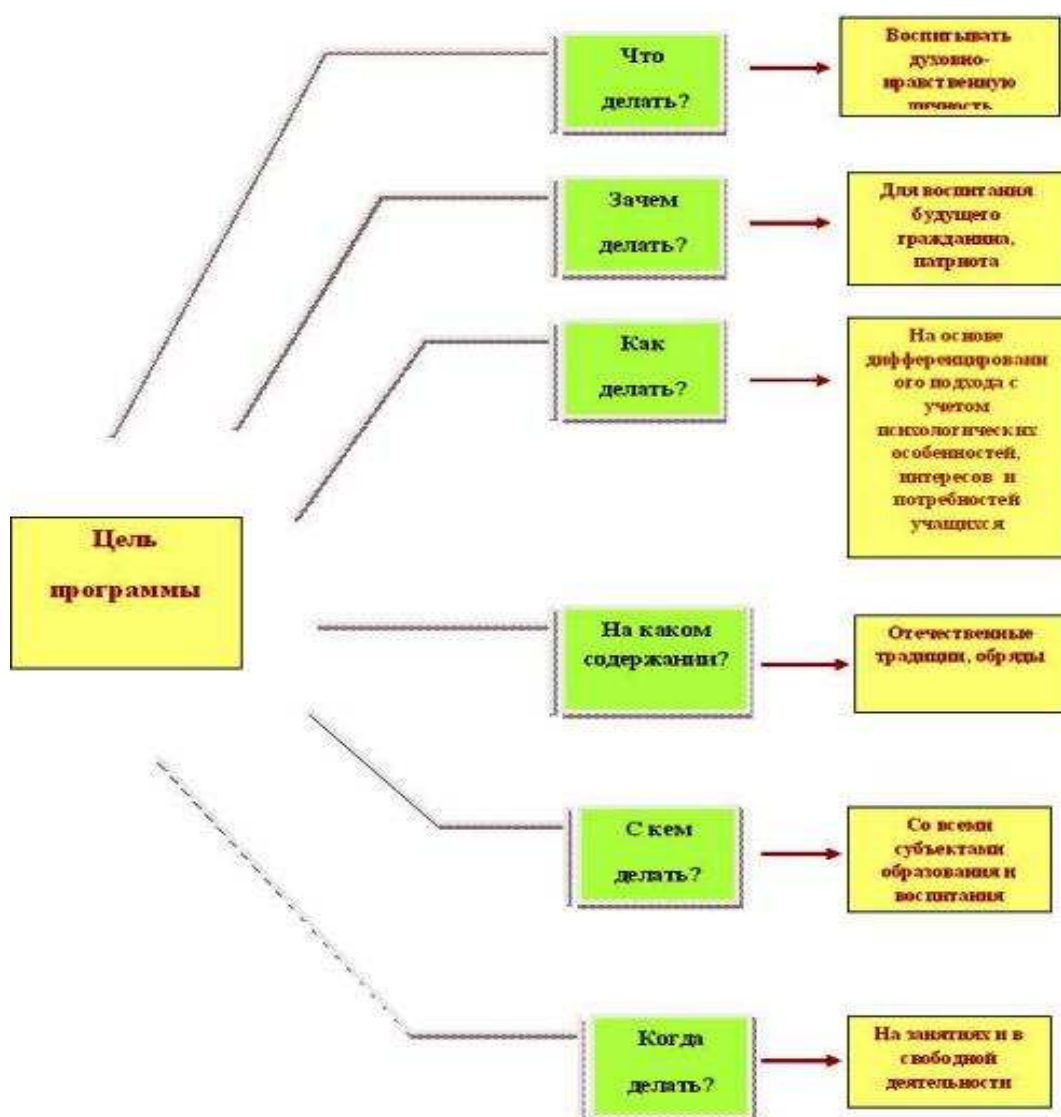 Что
делать?
Воспитывать
духовно-
нравственную
личность
Зачем
делать?
Для воспитания
будущего
гражданина,
патриота
Как
делать?
На основе
дифференцированн
ого подхода с
учетом
психологических
особенностей,
интересов и
потребностей
учащихся
Цель
программы
На каком
содержании?
Отечественные
традиции, обряды
С кем
делать?
Со всеми
субъектами
образования и
воспитания
Когда
делать?
На занятиях и в
свободной
деятельности